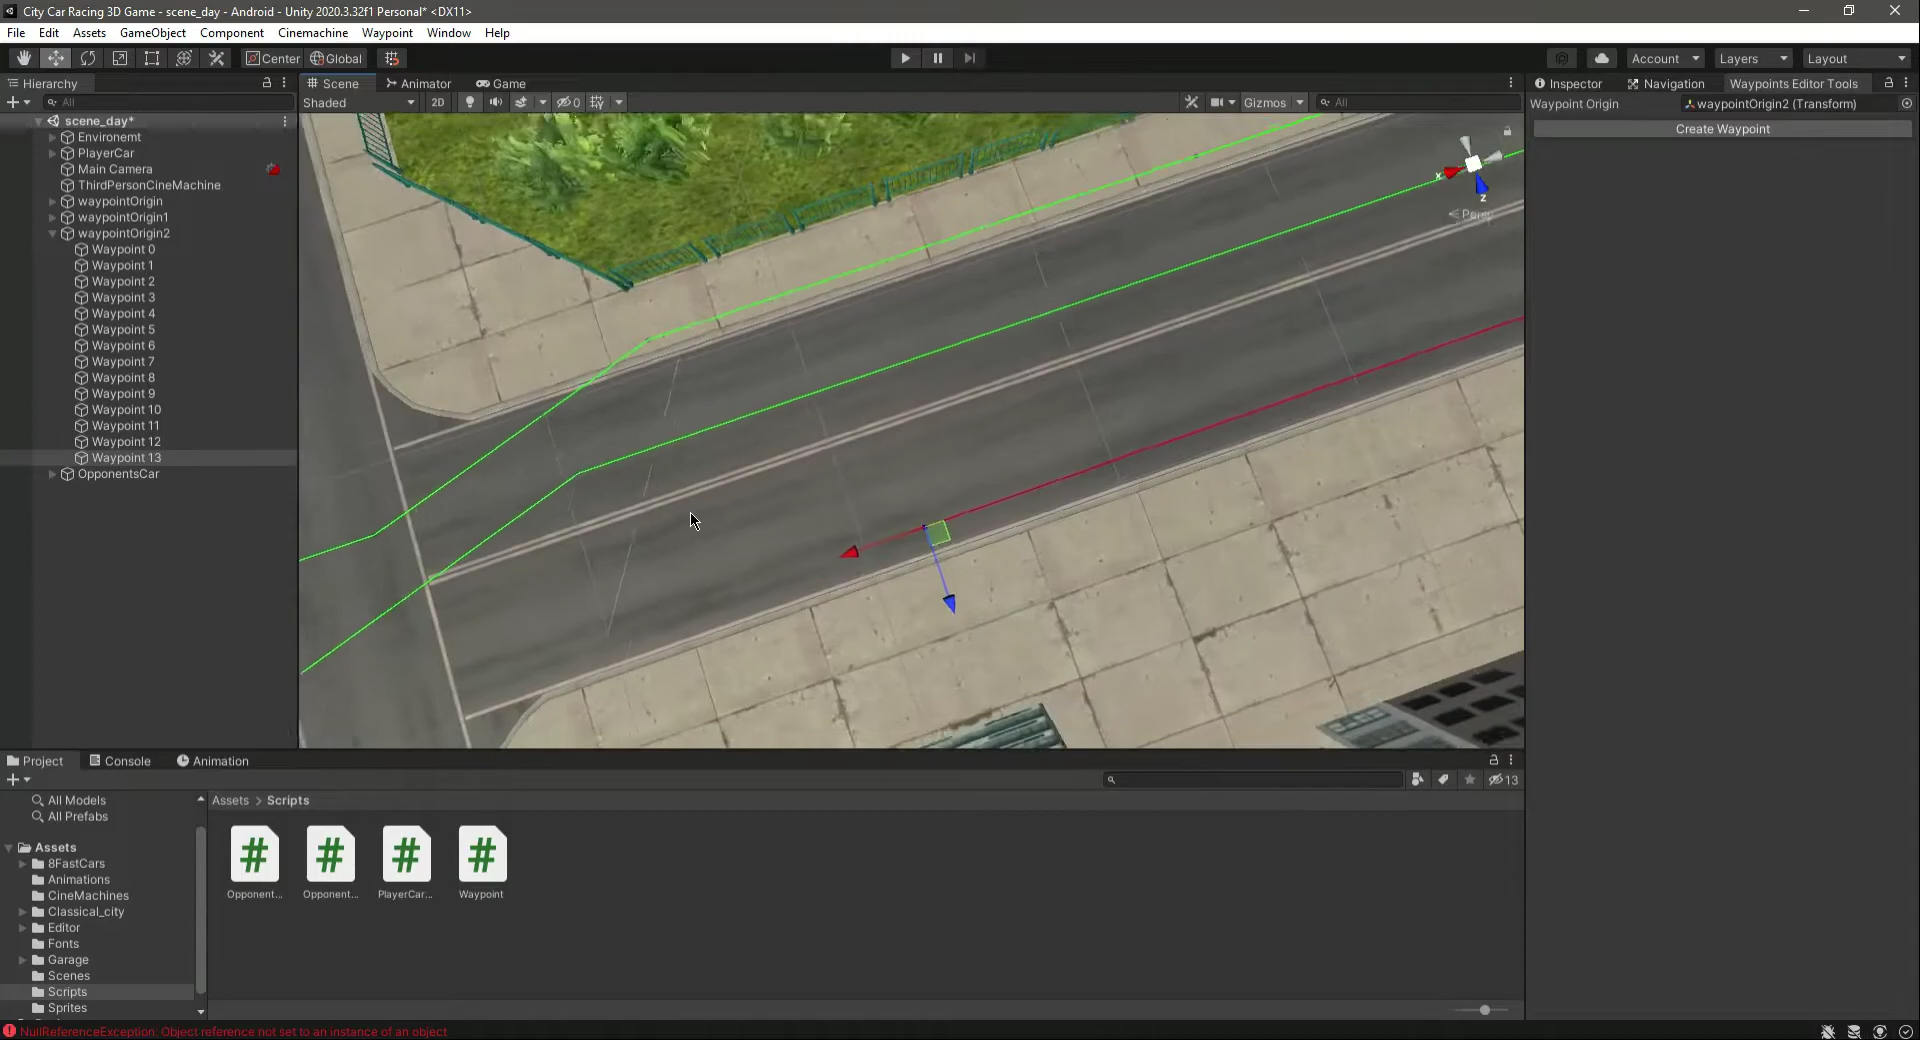 City Car Racing 3D Game - scene_day - Android - Unity 2020.3.32f1 Personal* <DX11>
File Edit Assets GameObject Component Cinemachine Waypoint Window Help
Center Global Account Layers Layout
Hierarchy Scene Animator Game Inspector Navigation Waypoints Editor Tools
All Shaded 2D 0 Gizmos All Waypoint Origin waypointOrigin2 (Transform)
Create Waypoint
scene_day*
Environemt
PlayerCar
Main Camera
ThirdPersonCineMachine
waypointOrigin
waypointOrigin1
waypointOrigin2
Waypoint 0
Waypoint 1
Waypoint 2
Waypoint 3
Waypoint 4
Waypoint 5
Waypoint 6
Waypoint 7
Waypoint 8
Waypoint 9
Waypoint 10
Waypoint 11
Waypoint 12
Waypoint 13
OpponentsCar
x
z
Persp
Project Console Animation
13
All Models
All Prefabs
Assets
8FastCars
Animations
CineMachines
Classical_city
Editor
Fonts
Garage
Scenes
Scripts
Sprites
Assets > Scripts
Opponent... Opponent... PlayerCar... Waypoint
NullReferenceException: Object reference not set to an instance of an object